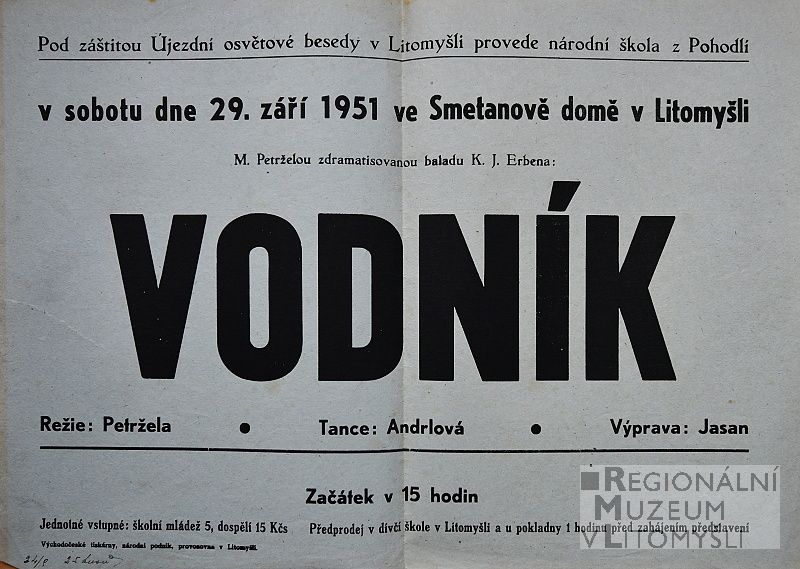 Pod záštitou Újezdní osvětové besedy v Litomyšli provede národní škola z Pohodlí
v sobotu dne 29. září 1951 ve Smetanově domě v Litomyšli
M. Petrželou zdramatisovanou baladu K. J. Erbena:
VODNÍK
Režie: Petržela ● Tance: Andrlová ● Výprava: Jasan
Začátek v 15 hodin
Jednotné vstupné: školní mládež 5, dospělí 15 Kčs Předprodej v dívčí škole v Litomyšli a u pokladny 1 hodinu před zahájením představení
Východočeské tiskárny, národní podnik, provozovna v Litomyšli.
REGIONÁLNÍ
MUZEUM
V LITOMYŠLI